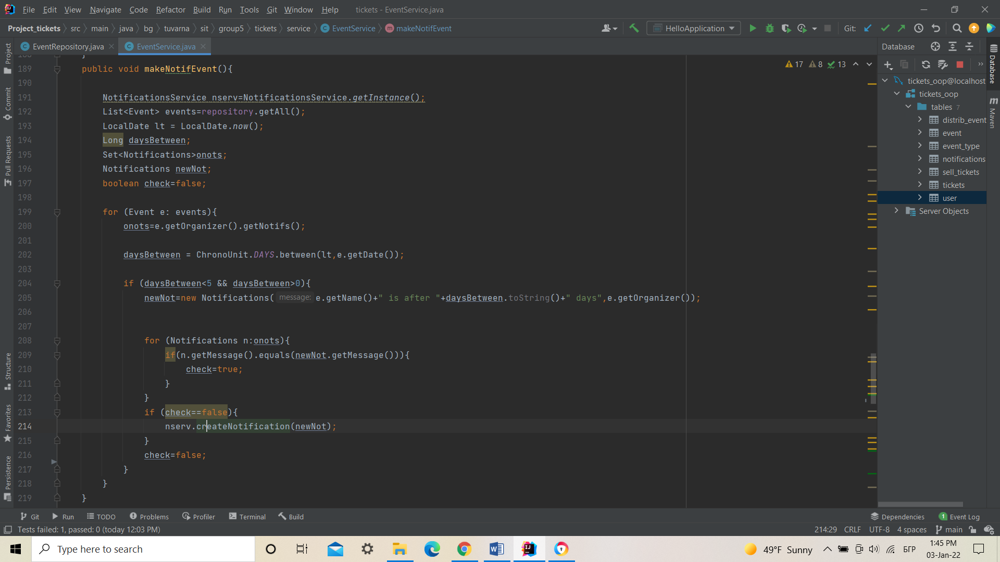 File Edit View Navigate Code Refactor Build Run Tools Git Window Help tickets - EventService.java
Project_tickets src main java bg tuvarna sit group5 tickets service EventService makeNotifEvent HelloApplication Git:
EventRepository.java EventService.java Database
17 8 13
189 public void makeNotifEvent(){
190
191 NotificationsService nserv=NotificationsService.getInstance();
192 List<Event> events=repository.getAll();
193 LocalDate lt = LocalDate.now();
194 Long daysBetween;
195 Set<Notifications>onots;
196 Notifications newNot;
197 boolean check=false;
198
199 for (Event e: events){
200 onots=e.getOrganizer().getNotifs();
201
202 daysBetween = ChronoUnit.DAYS.between(lt,e.getDate());
203
204 if (daysBetween<5 && daysBetween>0){
205 newNot=new Notifications( message: e.getName()+" is after "+daysBetween.toString()+" days",e.getOrganizer());
206
207
208 for (Notifications n:onots){
209 if(n.getMessage().equals(newNot.getMessage())){
210 check=true;
211 }
212 }
213 if (check==false){
214 nserv.createNotification(newNot);
215 }
216 check=false;
217 }
218 }
219 }
tickets_oop@localhost
tickets_oop
tables 7
distrib_event
event
event_type
notifications
sell_tickets
tickets
user
Server Objects
Project
Commit
Pull Requests
Structure
Favorites
Persistence
Database
Maven
Git Run TODO Problems Profiler Terminal Build Dependencies 1 Event Log
Tests failed: 1, passed: 0 (today 12:03 PM) 214:29 CRLF UTF-8 4 spaces main
Type here to search 49°F Sunny БГР 1:45 PM
03-Jan-22